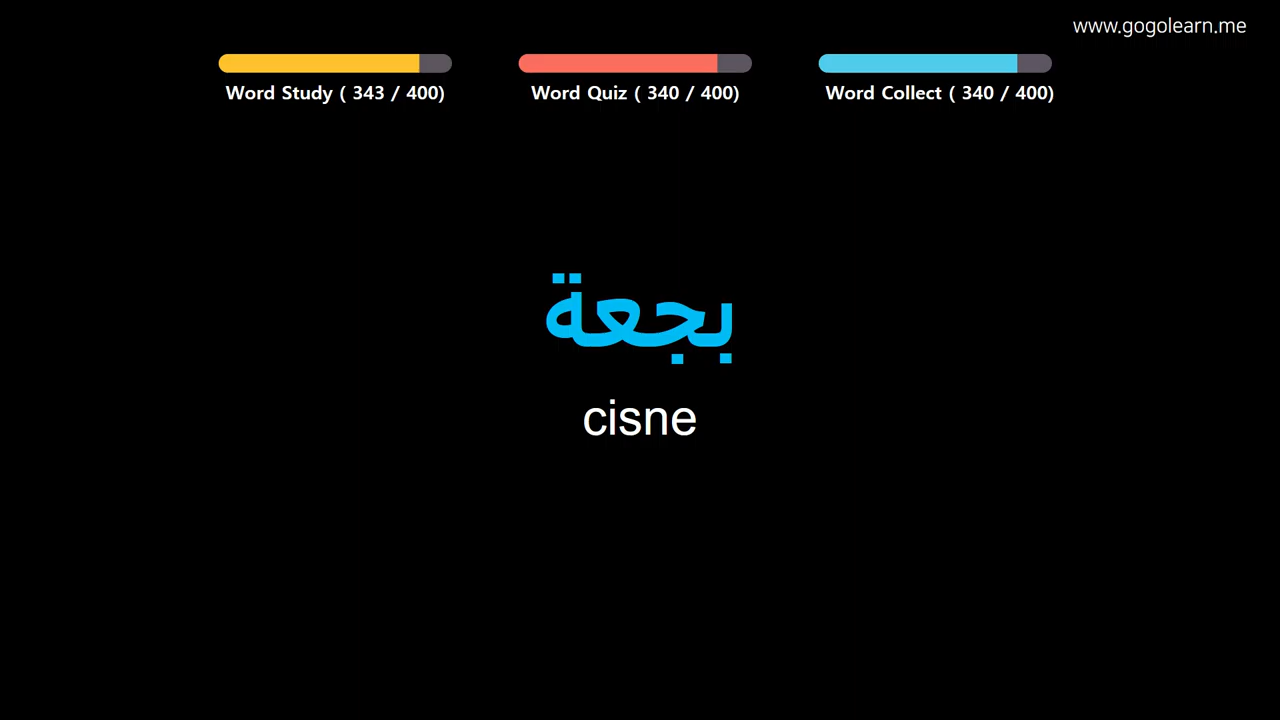 www.gogolearn.me
Word Study ( 343 / 400)
Word Quiz ( 340 / 400)
Word Collect ( 340 / 400)
بجعة
cisne